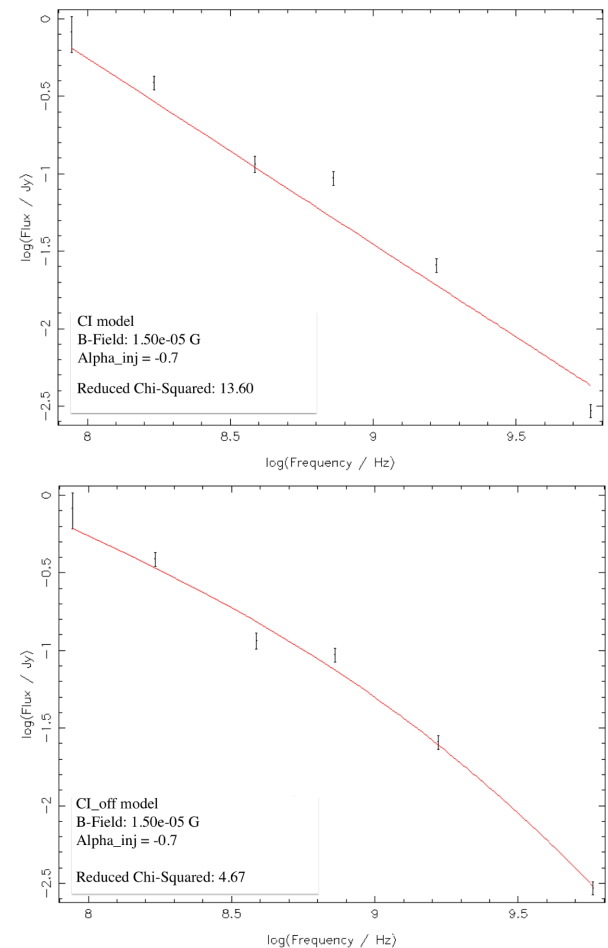 0
−0.5
−1
−1.5
−2
−2.5
log(Flux / Jy)
CI model
B-Field: 1.50e-05 G
Alpha_inj = -0.7
Reduced Chi-Squared: 13.60
8
8.5
9
9.5
log(Frequency / Hz)
0
−0.5
−1
−1.5
−2
−2.5
log(Flux / Jy)
CI_off model
B-Field: 1.50e-05 G
Alpha_inj = -0.7
Reduced Chi-Squared: 4.67
8
8.5
9
9.5
log(Frequency / Hz)